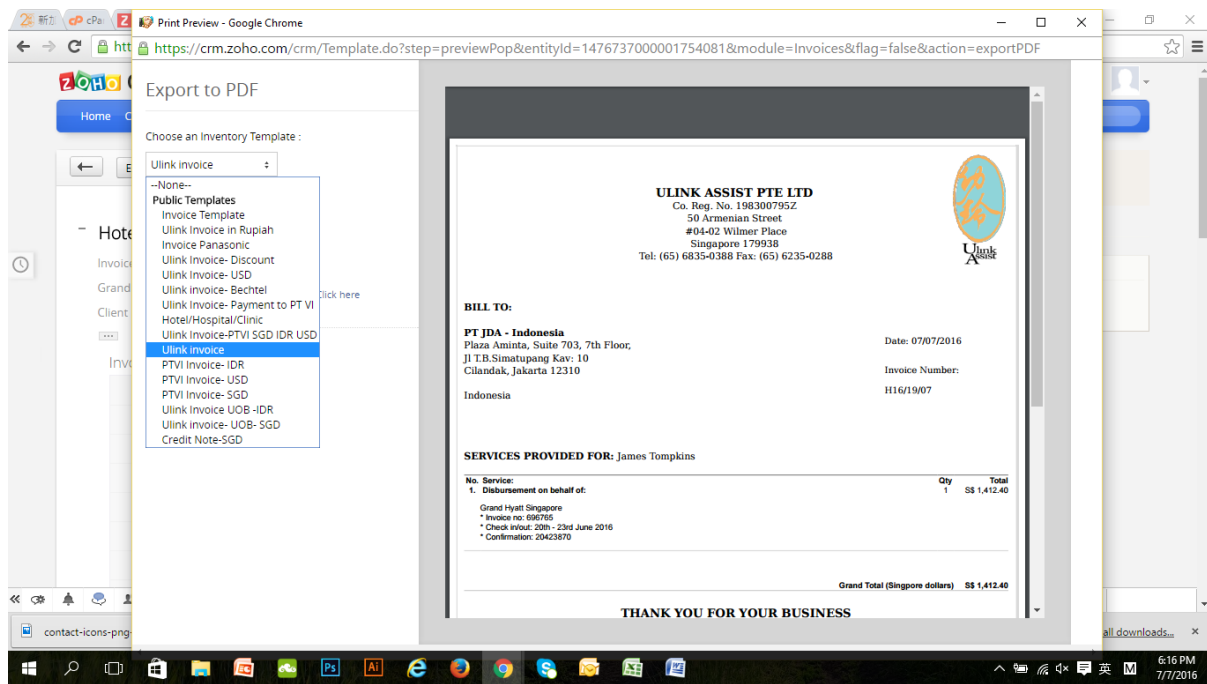 新
cPa
Print Preview - Google Chrome
htt
https://crm.zoho.com/crm/Template.do?step=previewPop&entityId=1476737000001754081&module=Invoices&flag=false&action=exportPDF
ZOHO
Home
Export to PDF
Choose an Inventory Template :
Ulink invoice
--None--
Public Templates
Invoice Template
Ulink Invoice in Rupiah
Invoice Panasonic
Ulink Invoice- Discount
Ulink Invoice- USD
Ulink invoice- Bechtel
Ulink Invoice- Payment to PT VI
Hotel/Hospital/Clinic
Ulink Invoice-PTVI SGD IDR USD
Ulink invoice
PTVI Invoice- IDR
PTVI Invoice- USD
PTVI Invoice- SGD
Ulink Invoice UOB -IDR
Ulink invoice- UOB- SGD
Credit Note-SGD
Click here
Hote
Invoic
Grand
Client
Invo
ULINK ASSIST PTE LTD
Co. Reg. No. 198300795Z
50 Armenian Street
#04-02 Wilmer Place
Singapore 179938
Tel: (65) 6835-0388 Fax: (65) 6235-0288
Ulink
Assist
BILL TO:
PT JDA - Indonesia
Plaza Aminta, Suite 703, 7th Floor,
Jl T.B.Simatupang Kav: 10
Cilandak, Jakarta 12310
Indonesia
Date: 07/07/2016
Invoice Number:
H16/19/07
SERVICES PROVIDED FOR: James Tompkins
No. Service: Qty Total
1. Disbursement on behalf of: 1 S$ 1,412.40
Grand Hyatt Singapore
* Invoice no: 696765
* Check in/out: 20th - 23rd June 2016
* Confirmation: 20423870
Grand Total (Singpore dollars) S$ 1,412.40
THANK YOU FOR YOUR BUSINESS
contact-icons-png-
all downloads...
Ps
Ai
英
M
6:16 PM
7/7/2016